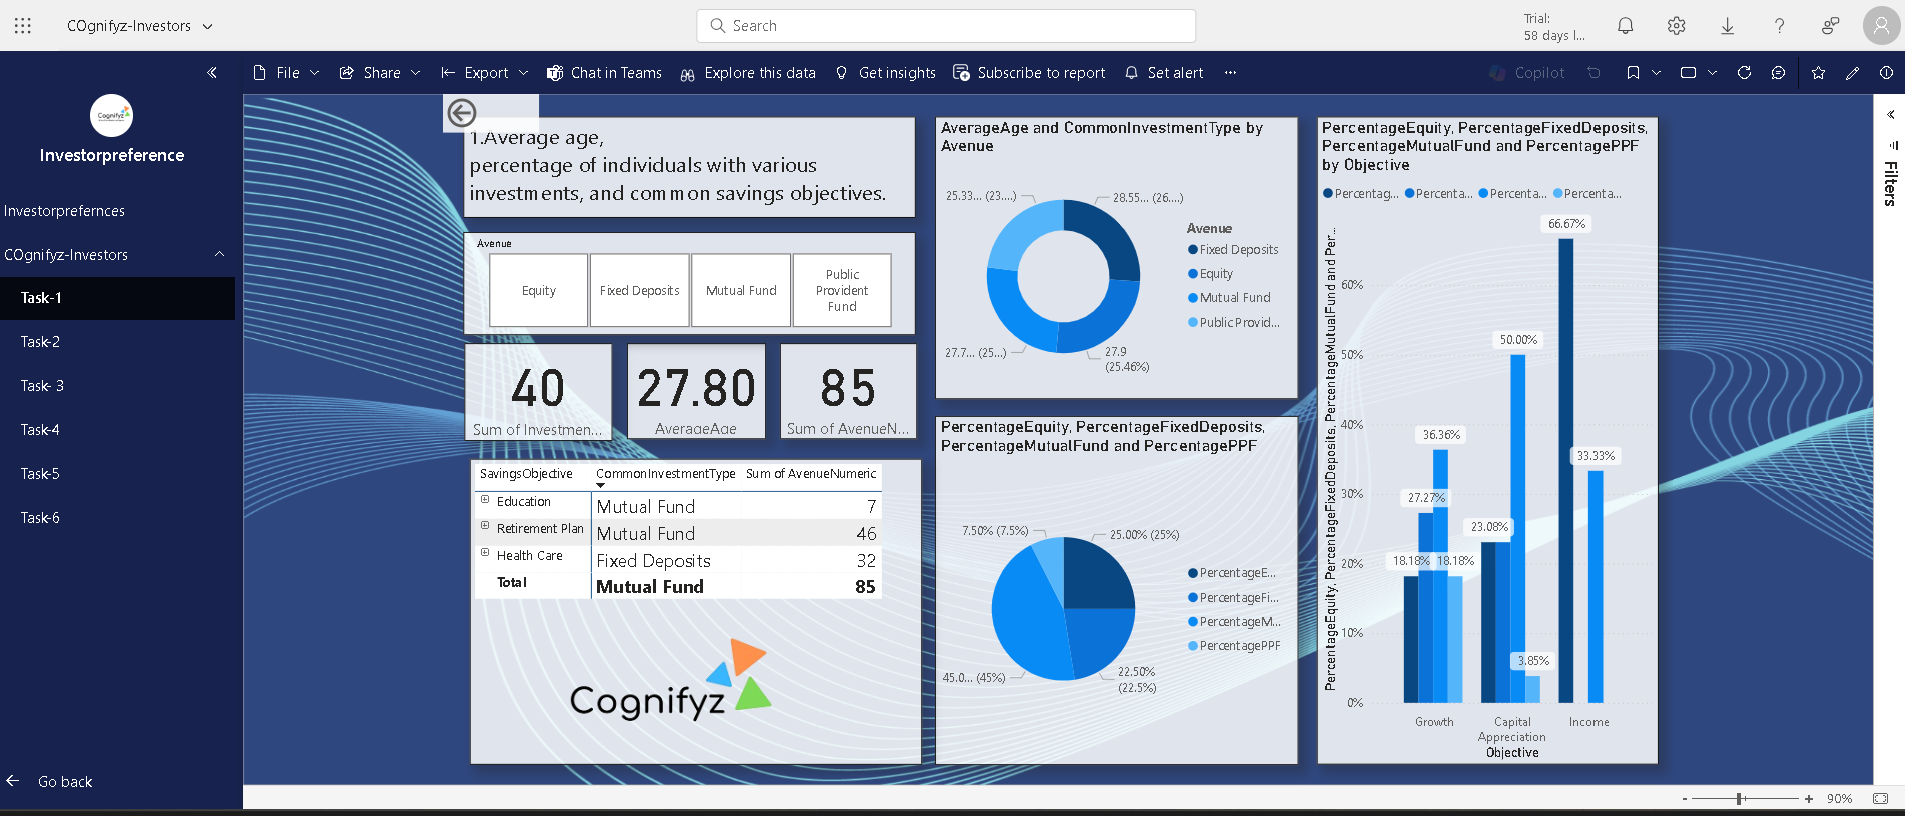 COgnifyz-Investors
Search
Trial:
58 days l...
File
Share
Export
Chat in Teams
Explore this data
Get insights
Subscribe to report
Set alert
...
Copilot
Cognifyz
Investorpreference
Investorprefernces
COgnifyz-Investors
Task-1
Task-2
Task- 3
Task-4
Task-5
Task-6
Go back
1.Average age,
percentage of individuals with various
investments, and common savings objectives.
Avenue
Equity
Fixed Deposits
Mutual Fund
Public
Provident
Fund
40
Sum of Investmen...
27.80
AverageAge
85
Sum of AvenueN...
SavingsObjective CommonInvestmentType Sum of AvenueNumeric
Education Mutual Fund 7
Retirement Plan Mutual Fund 46
Health Care Fixed Deposits 32
Total Mutual Fund 85
Cognifyz
AverageAge and CommonInvestmentType by
Avenue
25.33... (23....)
28.55... (26....)
27.7... (25...)
27.9
(25.46%)
Avenue
Fixed Deposits
Equity
Mutual Fund
Public Provid...
PercentageEquity, PercentageFixedDeposits,
PercentageMutualFund and PercentagePPF
7.50% (7.5%)
25.00% (25%)
45.0... (45%)
22.50%
(22.5%)
PercentageE...
PercentageFi...
PercentageM...
PercentagePPF
PercentageEquity, PercentageFixedDeposits,
PercentageMutualFund and PercentagePPF
by Objective
Percentag... Percenta... Percenta... Percenta...
PercentageEquity, PercentageFixedDeposits, PercentageMutualFund and Per...
60%
50%
40%
30%
20%
10%
0%
18.18%
27.27%
36.36%
18.18%
23.08%
50.00%
3.85%
66.67%
33.33%
Growth
Capital
Appreciation
Income
Objective
Filters
- + 90%